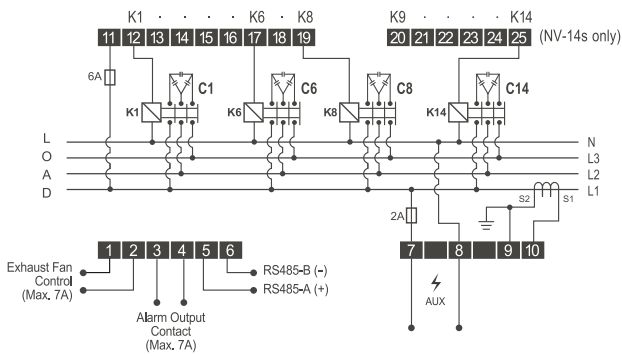 K1 · · · · K6 · K8
K9 · · · · K14
11 12 13 14 15 16 17 18 19
20 21 22 23 24 25 (NV-14s only)
6A
C1 C6 C8 C14
K1 K6 K8 K14
L N
O L3
A L2
D L1
S2 S1
2A
1 2 3 4 5 6
7 8 9 10
Exhaust Fan
Control
(Max. 7A)
RS485-B (-)
RS485-A (+)
AUX
Alarm Output
Contact
(Max. 7A)